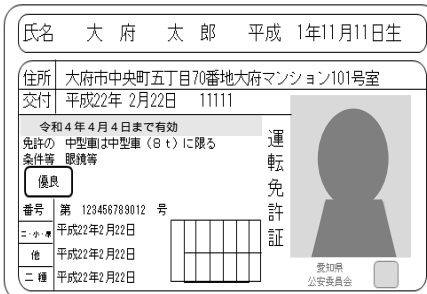 氏名 大府 太郎 平成 1年11月11日生
住所 大府市中央町五丁目70番地大府マンション101号室
交付 平成22年 2月22日 11111
令和4年4月4日まで有効
免許の 中型車は中型車（8t）に限る
条件等 眼鏡等
優良
番号 第 123456789012 号
二・小・原 平成22年2月22日
他 平成22年2月22日
二種 平成22年2月22日
運転免許証
愛知県
公安委員会